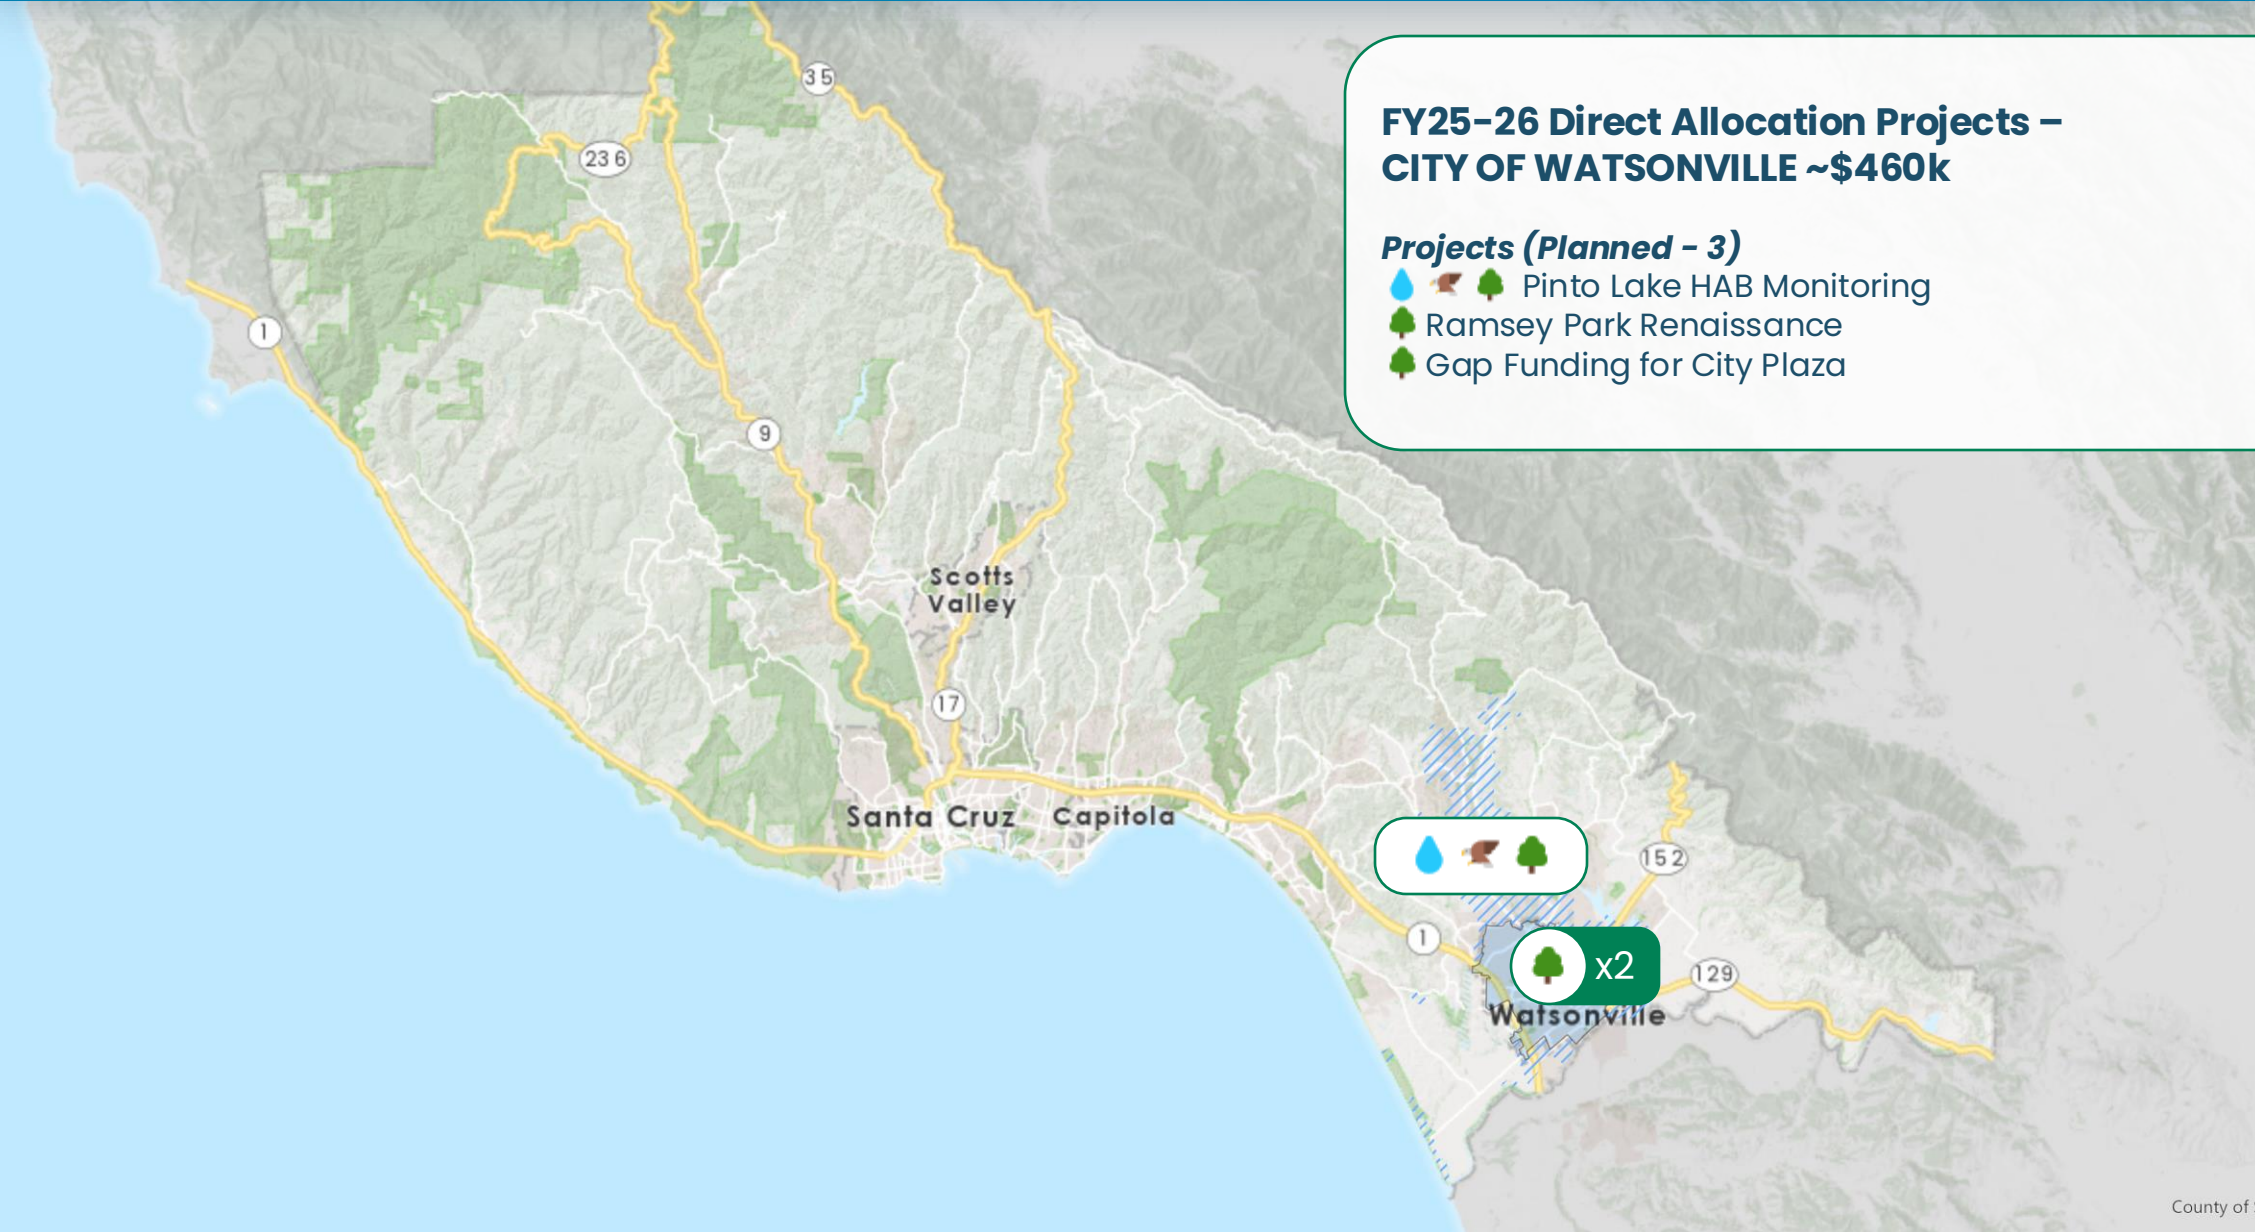 FY25-26 Direct Allocation Projects –
CITY OF WATSONVILLE ~$460k
Projects (Planned - 3)
Pinto Lake HAB Monitoring
Ramsey Park Renaissance
Gap Funding for City Plaza
35
236
1
9
Scotts
Valley
17
Santa Cruz
Capitola
152
1
x2
129
Watsonville
County of